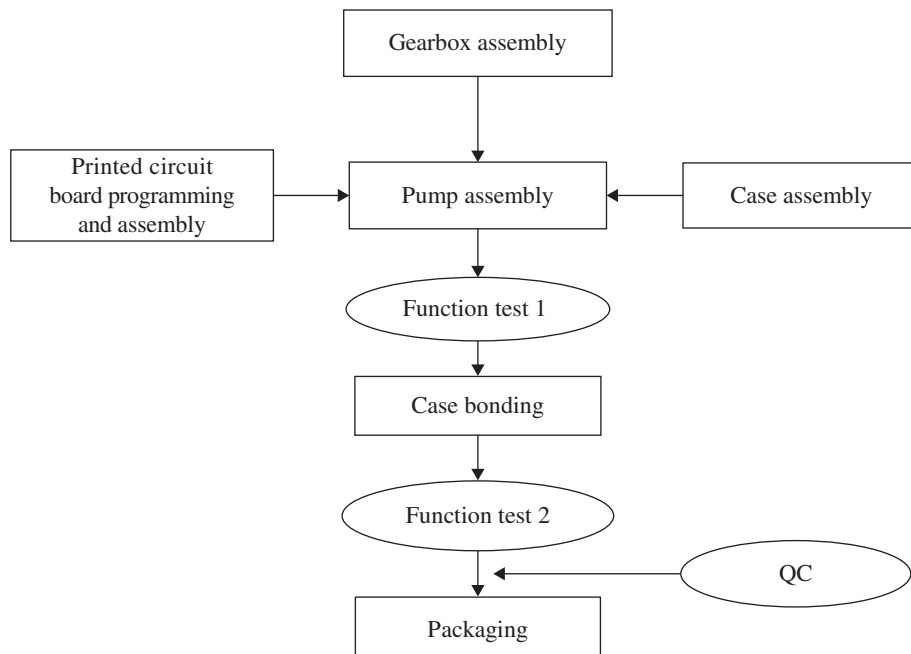 Gearbox assembly
Printed circuit
board programming
and assembly
Pump assembly
Case assembly
Function test 1
Case bonding
Function test 2
QC
Packaging